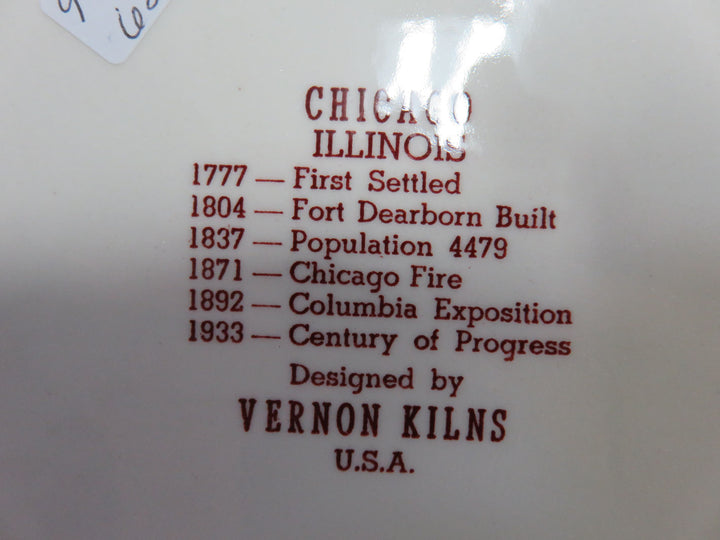 CHICAGO
ILLINOIS
1777 — First Settled
1804 — Fort Dearborn Built
1837 — Population 4479
1871 — Chicago Fire
1892 — Columbia Exposition
1933 — Century of Progress
Designed by
VERNON KILNS
U.S.A.